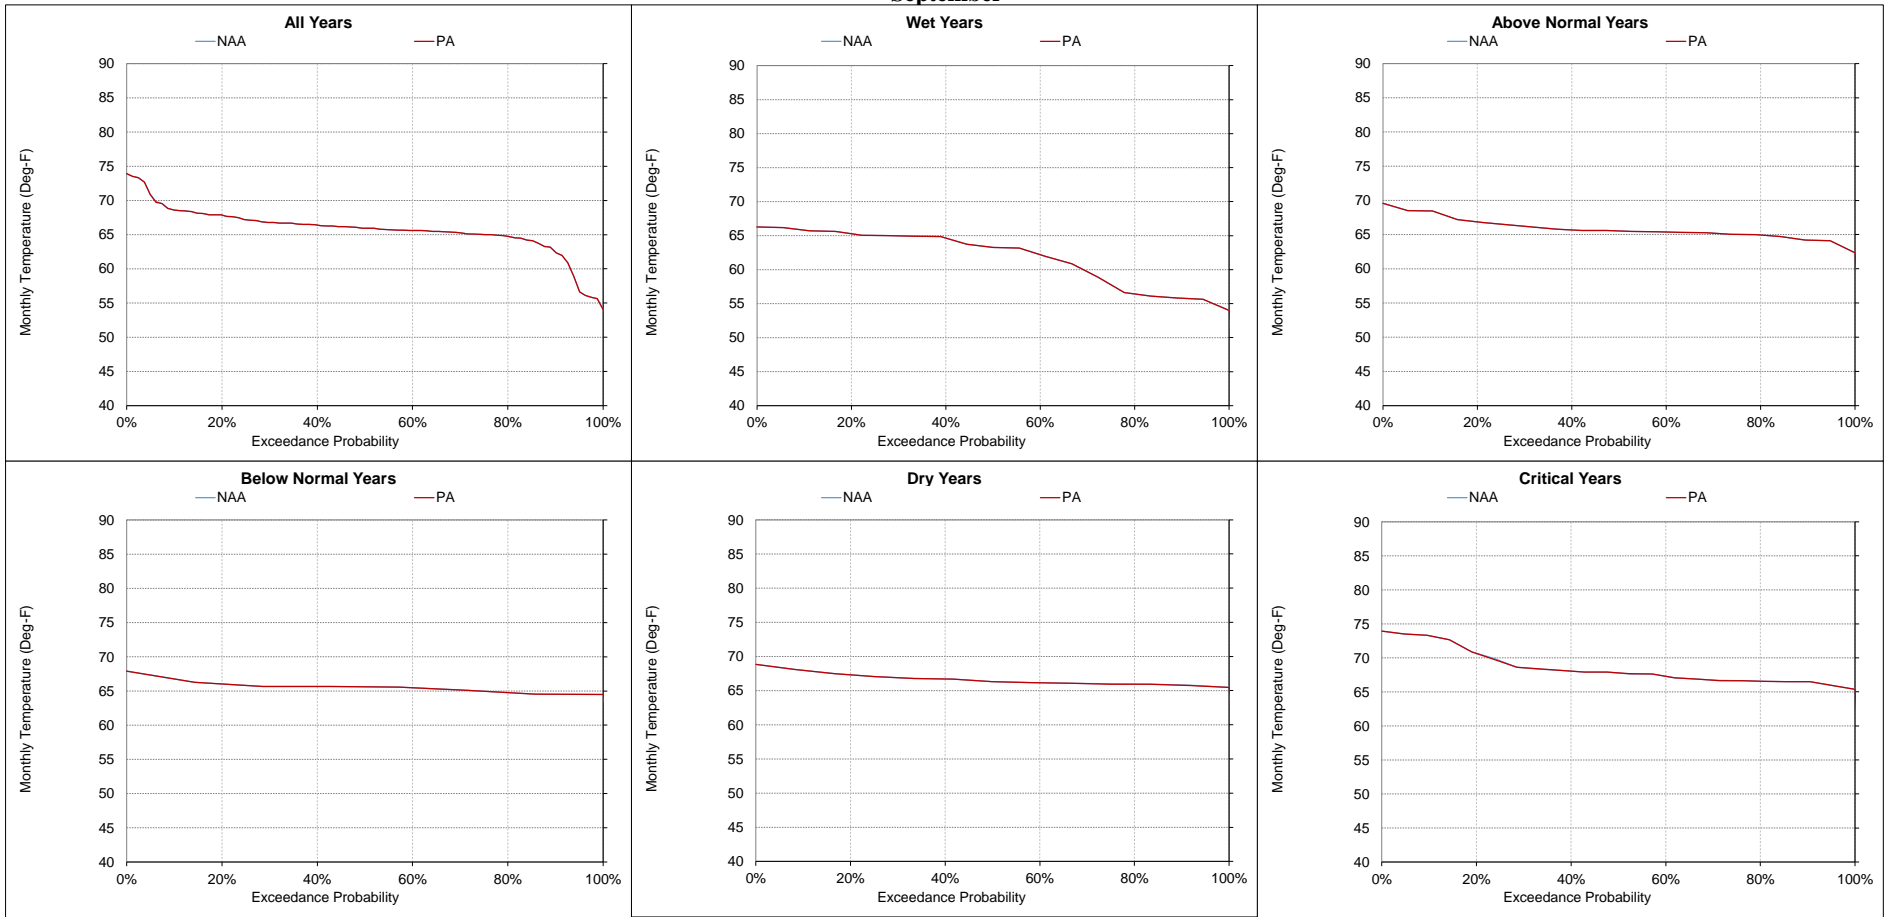 September
All Years
NAA PA
90
85
80
75
70
65
60
55
50
45
40
0% 20% 40% 60% 80% 100%
Monthly Temperature (Deg-F)
Exceedance Probability
Wet Years
NAA PA
90
85
80
75
70
65
60
55
50
45
40
0% 20% 40% 60% 80% 100%
Monthly Temperature (Deg-F)
Exceedance Probability
Above Normal Years
NAA PA
90
85
80
75
70
65
60
55
50
45
40
0% 20% 40% 60% 80% 100%
Monthly Temperature (Deg-F)
Exceedance Probability
Below Normal Years
NAA PA
90
85
80
75
70
65
60
55
50
45
40
0% 20% 40% 60% 80% 100%
Monthly Temperature (Deg-F)
Exceedance Probability
Dry Years
NAA PA
90
85
80
75
70
65
60
55
50
45
40
0% 20% 40% 60% 80% 100%
Monthly Temperature (Deg-F)
Exceedance Probability
Critical Years
NAA PA
90
85
80
75
70
65
60
55
50
45
40
0% 20% 40% 60% 80% 100%
Monthly Temperature (Deg-F)
Exceedance Probability